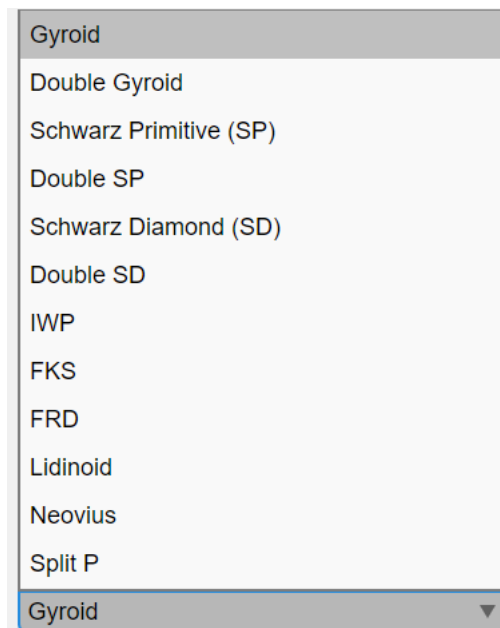 Gyroid
Double Gyroid
Schwarz Primitive (SP)
Double SP
Schwarz Diamond (SD)
Double SD
IWP
FKS
FRD
Lidinoid
Neovius
Split P
Gyroid